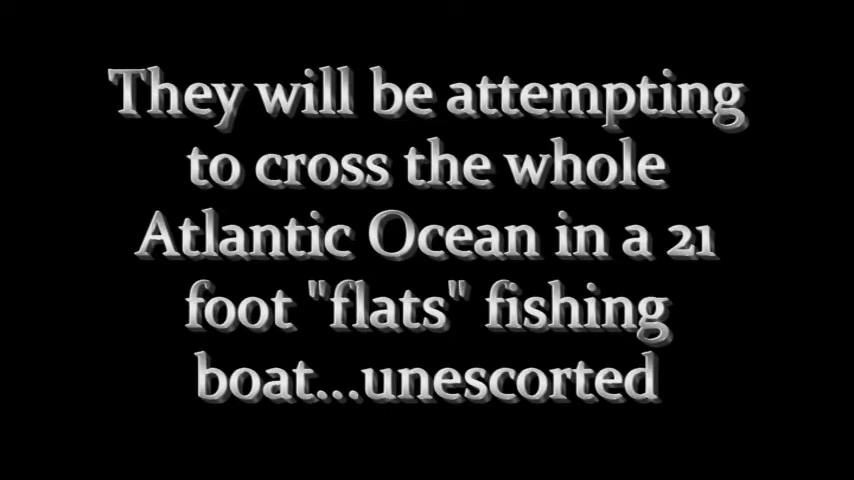 They will be attempting
to cross the whole
Atlantic Ocean in a 21
foot "flats" fishing
boat...unescorted